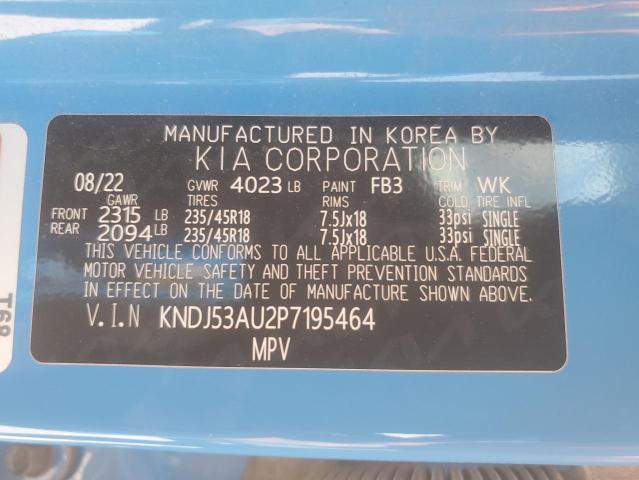 MANUFACTURED IN KOREA BY
KIA CORPORATION
08/22 GVWR 4023 LB PAINT FB3 TRIM WK
GAWR TIRES RIMS COLD TIRE INFL
FRONT 2315 LB 235/45R18 7.5Jx18 33psi SINGLE
REAR 2094 LB 235/45R18 7.5Jx18 33psi SINGLE
THIS VEHICLE CONFORMS TO ALL APPLICABLE U.S.A. FEDERAL
MOTOR VEHICLE SAFETY AND THEFT PREVENTION STANDARDS
IN EFFECT ON THE DATE OF MANUFACTURE SHOWN ABOVE.
V.I.N KNDJ53AU2P7195464
MPV
T68